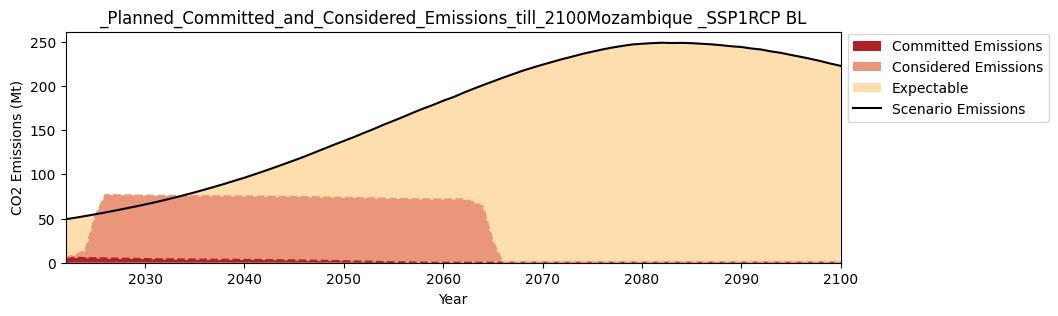 _Planned_Committed_and_Considered_Emissions_till_2100Mozambique _SSP1RCP BL
250
200
150
100
50
0
CO2 Emissions (Mt)
2030 2040 2050 2060 2070 2080 2090 2100
Year
Committed Emissions
Considered Emissions
Expectable
Scenario Emissions